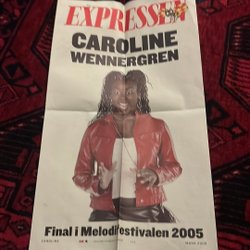 EXPRESSEN
CAROLINE
WENNERGREN
Final i Melodifestivalen 2005